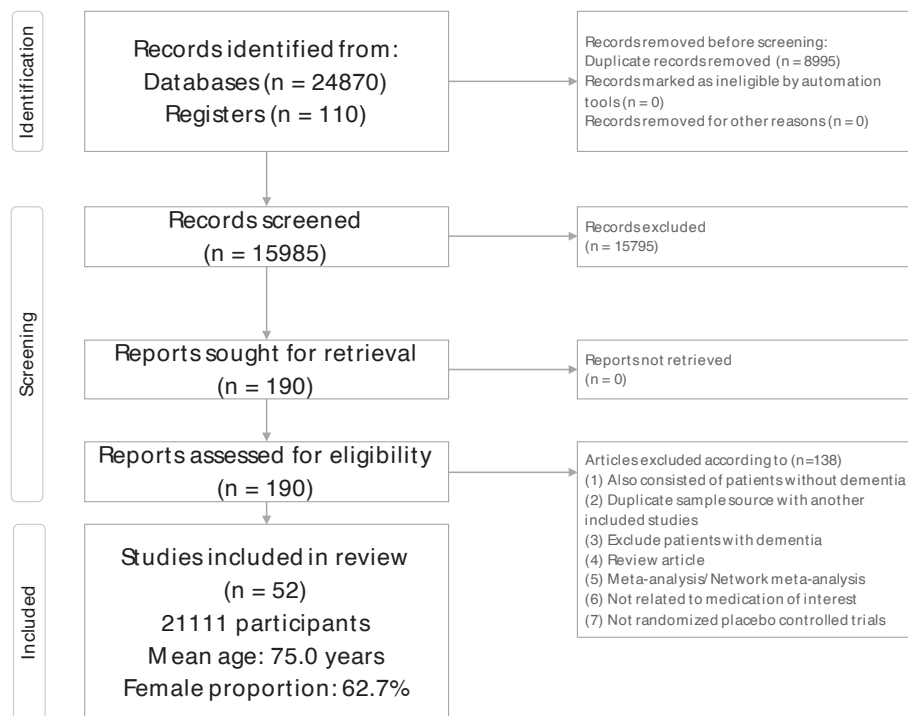 Identification
Records identified from:
Databases (n = 24870)
Registers (n = 110)
Records removed before screening:
Duplicate records removed (n = 8995)
Records marked as ineligible by automation
tools (n = 0)
Records removed for other reasons (n = 0)
Screening
Records screened
(n = 15985)
Records excluded
(n = 15795)
Reports sought for retrieval
(n = 190)
Reports not retrieved
(n = 0)
Reports assessed for eligibility
(n = 190)
Articles excluded according to (n=138)
(1) Also consisted of patients without dementia
(2) Duplicate sample source with another
included studies
(3) Exclude patients with dementia
(4) Review article
(5) Meta-analysis/ Network meta-analysis
(6) Not related to medication of interest
(7) Not randomized placebo controlled trials
Included
Studies included in review
(n = 52)
21111 participants
Mean age: 75.0 years
Female proportion: 62.7%